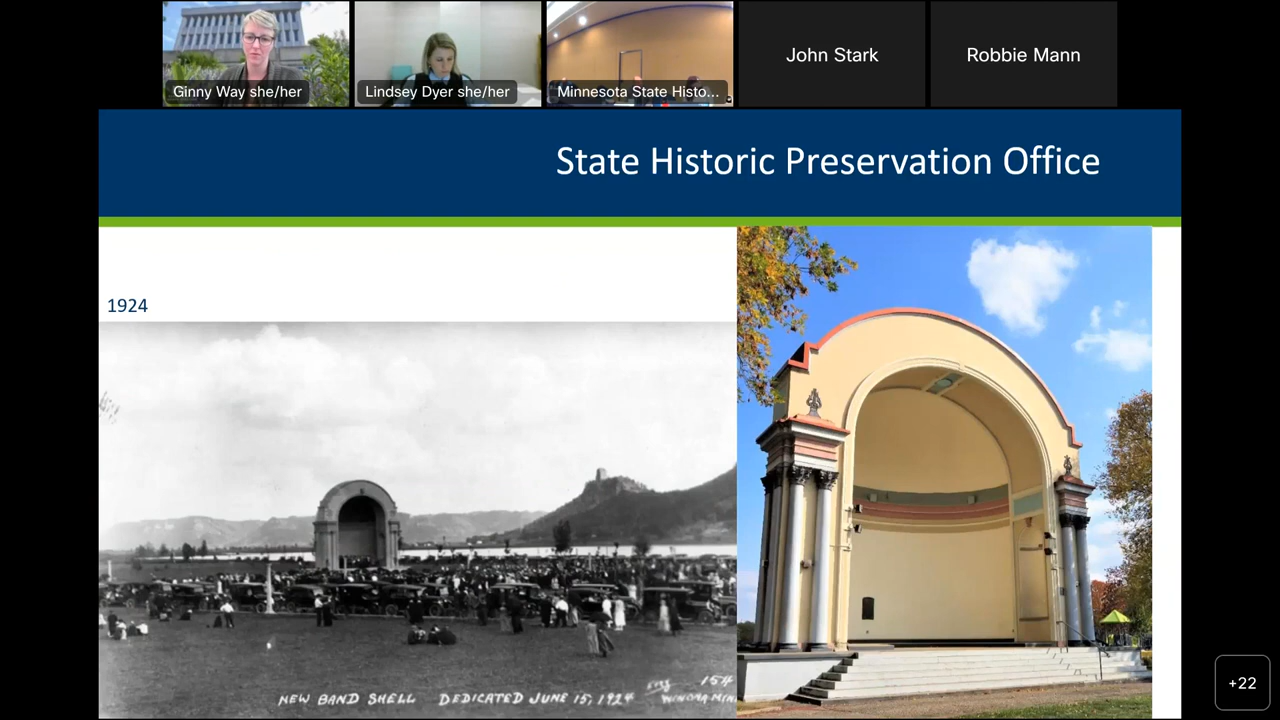 Ginny Way she/her
Lindsey Dyer she/her
Minnesota State Histo...
John Stark
Robbie Mann
State Historic Preservation Office
1924
NEW BAND SHELL DEDICATED JUNE 15, 1924
154
WINONA-MIN
+22